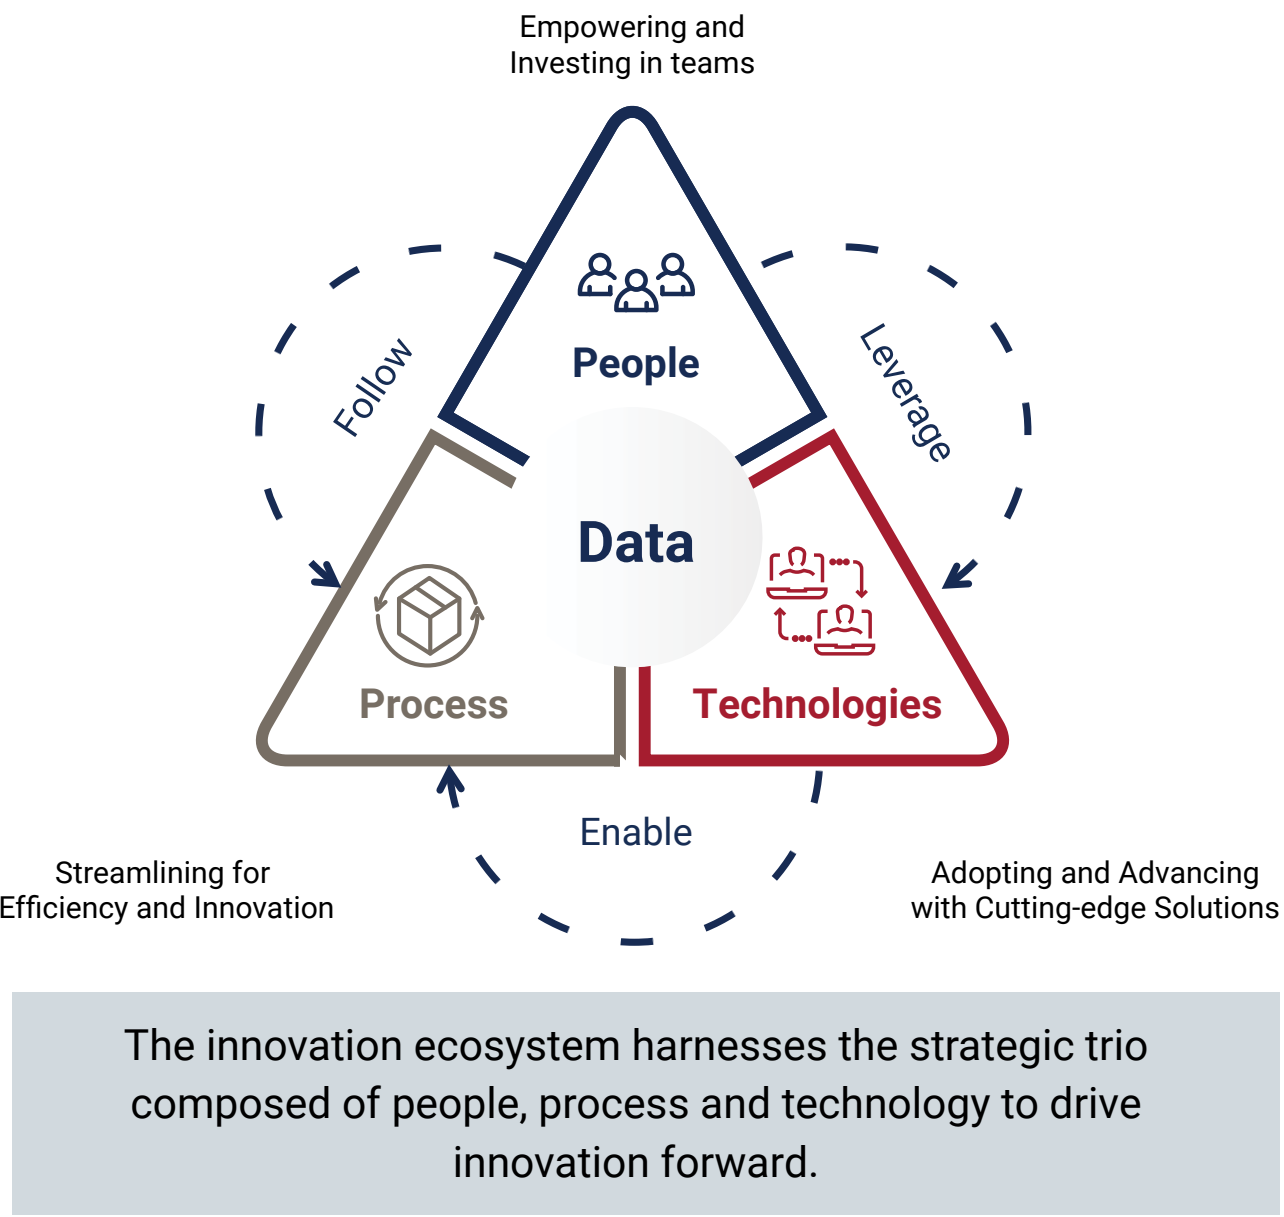 Empowering and
Investing in teams
People
Follow
Leverage
Data
Process
Technologies
Enable
Streamlining for
Efficiency and Innovation
Adopting and Advancing
with Cutting-edge Solutions
The innovation ecosystem harnesses the strategic trio
composed of people, process and technology to drive
innovation forward.